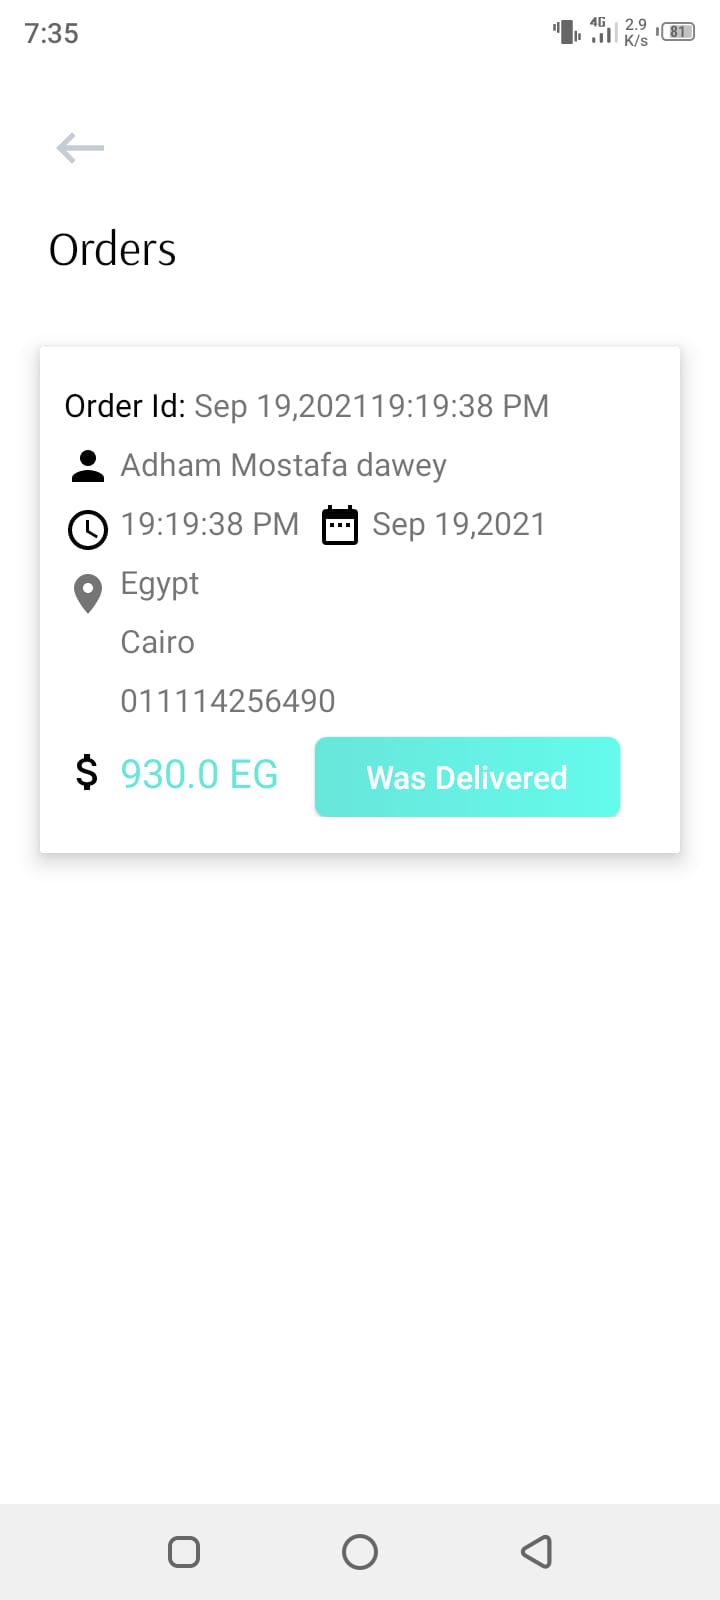 7:35
4G 2.9 K/s 81
Orders
Order Id: Sep 19,202119:19:38 PM
Adham Mostafa dawey
19:19:38 PM Sep 19,2021
Egypt
Cairo
011114256490
$ 930.0 EG Was Delivered